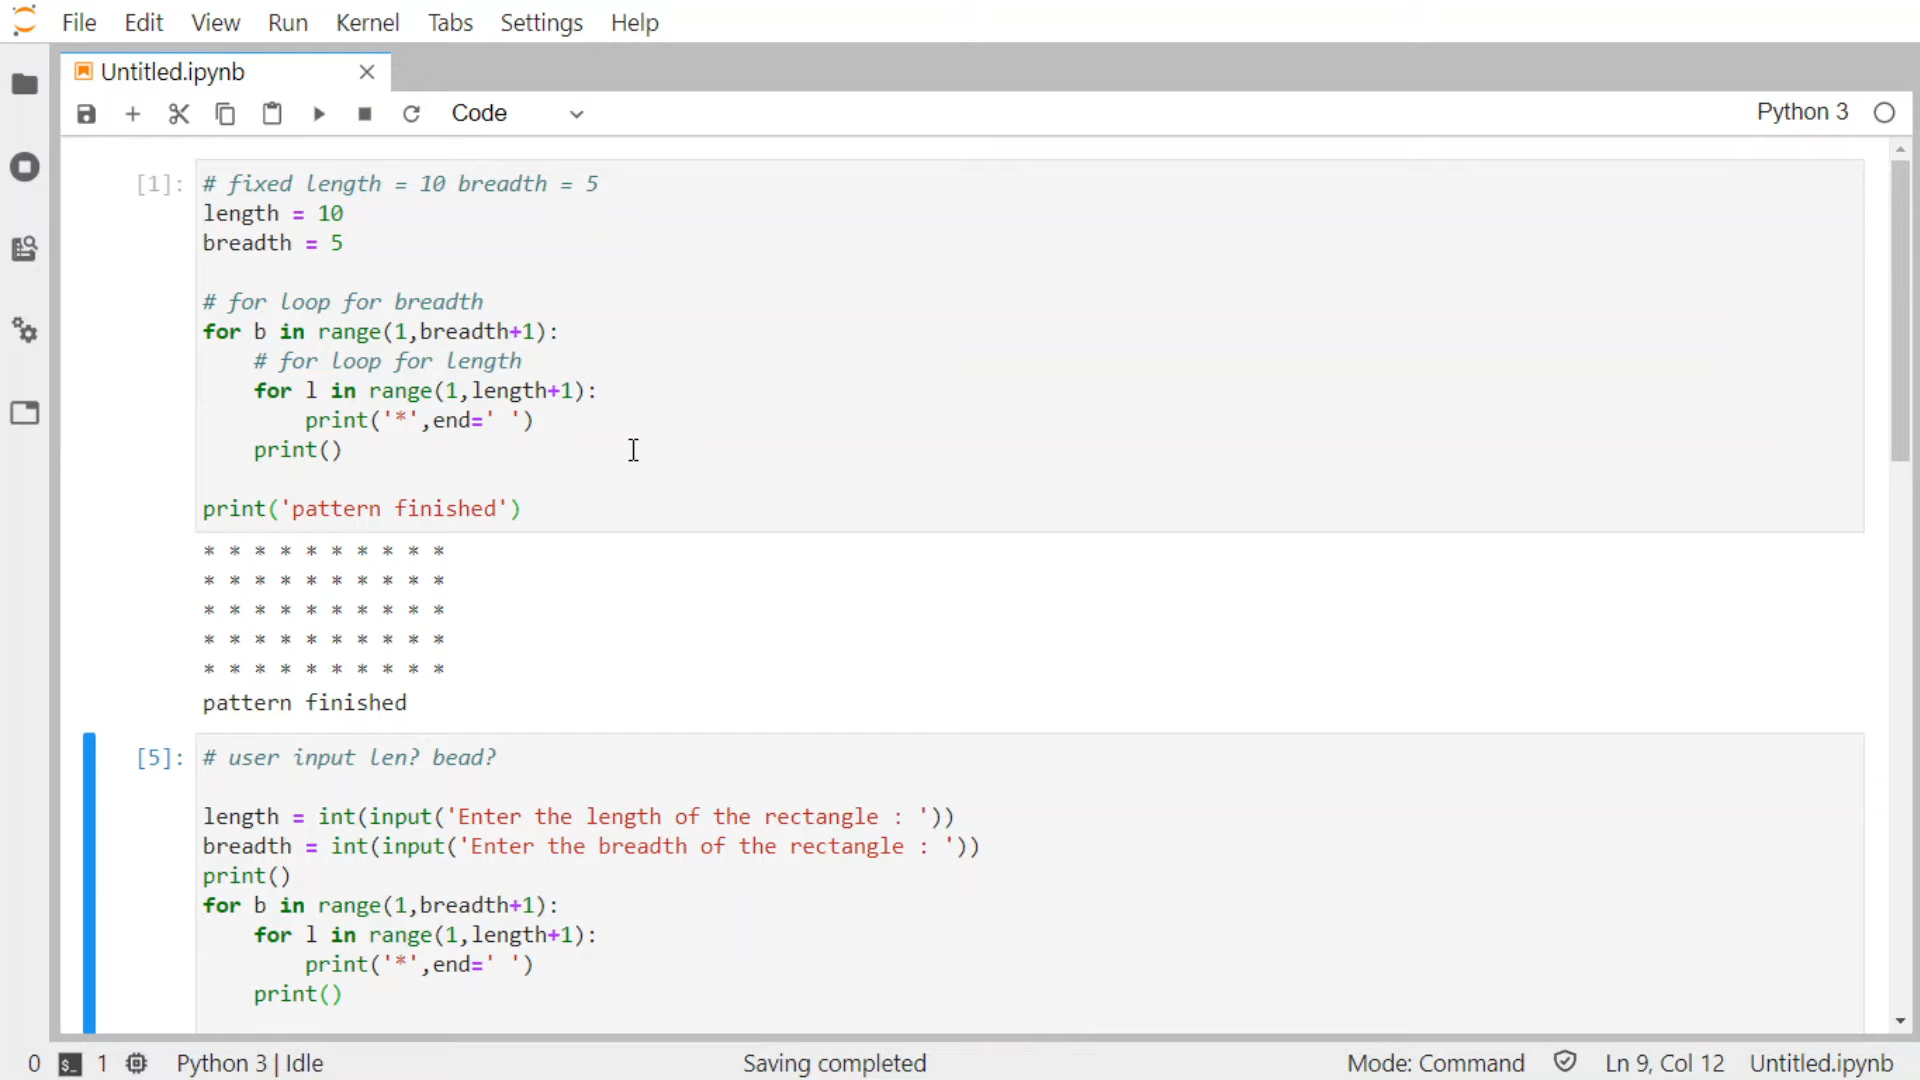 File Edit View Run Kernel Tabs Settings Help
Untitled.ipynb
Code Python 3
[1]: # fixed length = 10 breadth = 5
length = 10
breadth = 5
# for loop for breadth
for b in range(1,breadth+1):
    # for loop for length
    for l in range(1,length+1):
        print('*',end=' ')
    print()
print('pattern finished')
* * * * * * * * * *
* * * * * * * * * *
* * * * * * * * * *
* * * * * * * * * *
* * * * * * * * * *
pattern finished
[5]: # user input len? bead?
length = int(input('Enter the length of the rectangle : '))
breadth = int(input('Enter the breadth of the rectangle : '))
print()
for b in range(1,breadth+1):
    for l in range(1,length+1):
        print('*',end=' ')
    print()
0 $_ 1 Python 3 | Idle Saving completed Mode: Command Ln 9, Col 12 Untitled.ipynb